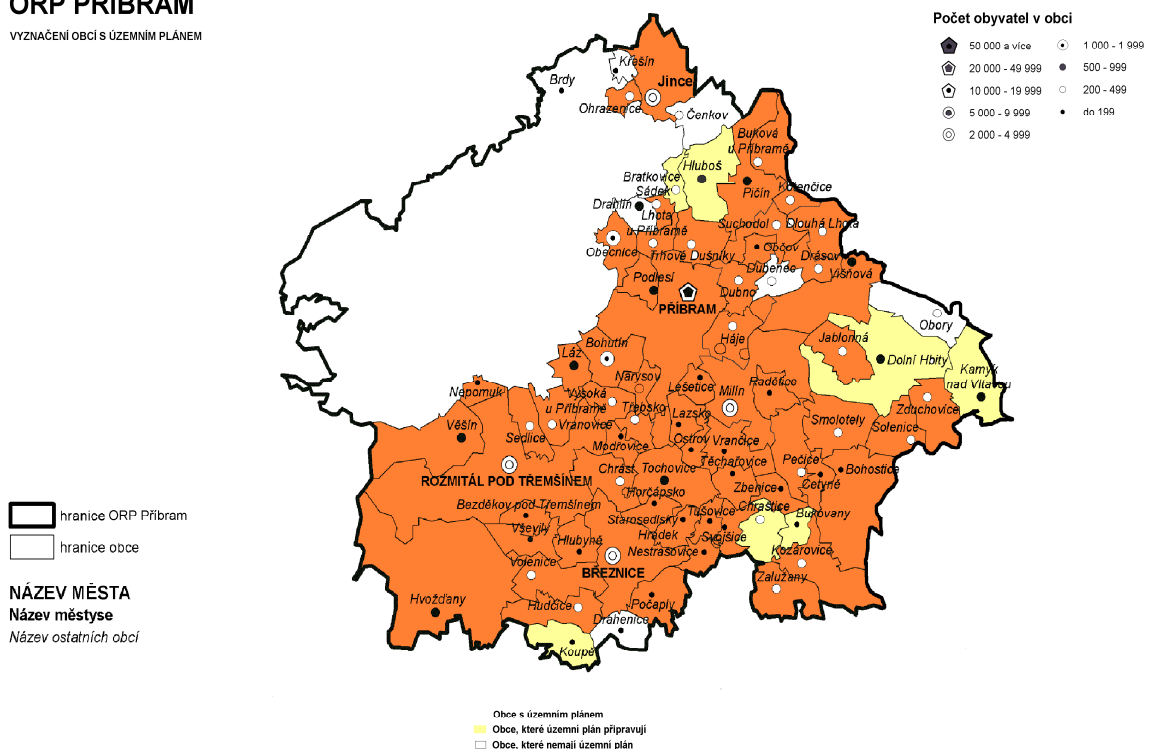 ORP PŘÍBRAM
VYZNAČENÍ OBCÍ S ÚZEMNÍM PLÁNEM
Počet obyvatel v obci
50 000 a více
20 000 - 49 999
10 000 - 19 999
5 000 - 9 999
2 000 - 4 999
1 000 - 1 999
500 - 999
200 - 499
do 199
Křešín
Brdy
Jince
Ohrazenice
Čenkov
Buková
u Příbramě
Hluboš
Bratkovice
Sádek
Pičín
Kotenčice
Drahlín
Lhota
u Příbramě
Suchodol
Dlouhá Lhota
Obecnice
Trhové Dušníky
Občov
Drásov
Dubenec
Višňová
Podlesí
Dubno
PŘÍBRAM
Obory
Háje
Jablonná
Bohutín
Láz
Dolní Hbity
Kamýk
nad Vltavou
Narysov
Lešetice
Milín
Radětice
Nepomuk
Vysoká
u Příbramě
Třebsko
Zduchovice
Lazsko
Smolotely
Solenice
Věšín
Sedlice
Vranovice
Modřovice
Ostrov
Vrančice
Těchařovice
Pečice
Bohostice
Cetyně
ROŽMITÁL POD TŘEMŠÍNEM
Chrást
Tochovice
Horčápsko
Zbenice
Bezděkov pod Třemšínem
Chraštice
Bukovany
Starosedlský
Hrádek
Tušovice
Svojšice
Vševily
Hlubyně
Nestrašovice
Kozárovice
Volenice
BŘEZNICE
Zalužany
Hvožďany
Hudčice
Počaply
Drahenice
Koupě
hranice ORP Příbram
hranice obce
NÁZEV MĚSTA
Název městyse
Název ostatních obcí
Obce s územním plánem
Obce, které územní plán připravují
Obce, které nemají územní plán